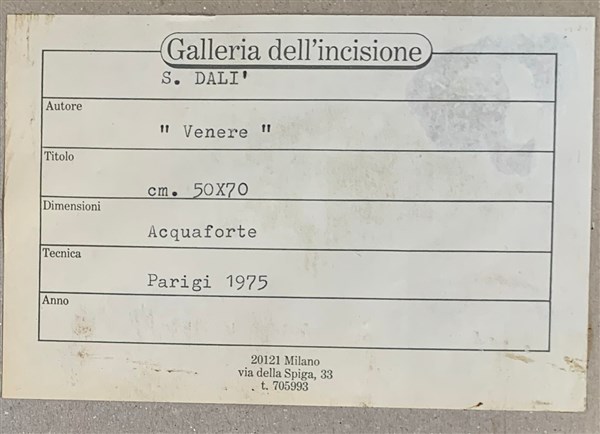 Galleria dell'incisione
S. DALI'
Autore
" Venere "
Titolo
cm. 50X70
Dimensioni
Acquaforte
Tecnica
Parigi 1975
Anno
20121 Milano
via della Spiga, 33
t. 705993